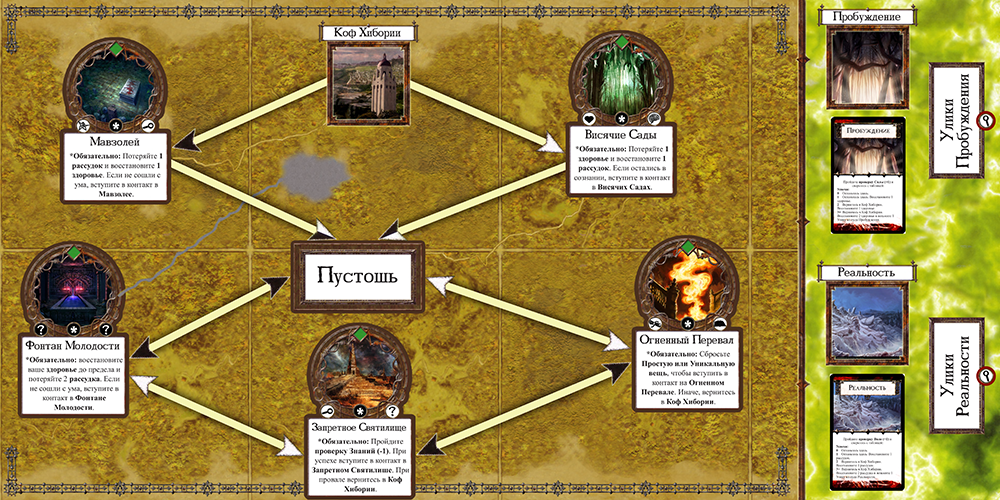 Коф Хибории
Мавзолей
*Обязательно: Потеряйте 1
рассудок и восстановите 1
здоровье. Если не сошли с
ума, вступите в контакт в
Мавзолее.
Висячие Сады
*Обязательно: Потеряйте 1
здоровье и восстановите 1
рассудок. Если остались в
сознании, вступите в контакт
в Висячих Садах.
Пустошь
Фонтан Молодости
*Обязательно: восстановите
ваше здоровье до предела и
потеряйте 2 рассудка. Если
не сошли с ума, вступите в
контакт в Фонтане
Молодости.
Запретное Святилище
*Обязательно: Пройдите
проверку Знаний (-1). При
успехе вступите в контакт в
Запретном Святилище. При
провале вернитесь в Коф
Хибории.
Огненный Перевал
*Обязательно: Сбросьте
Простую или Уникальную
вещь, чтобы вступить в
контакт на Огненном
Перевале. Иначе, вернитесь
в Коф Хибории.
Пробуждение
Пробуждение
Улики
Пробуждения
Реальность
Реальность
Улики
Реальности